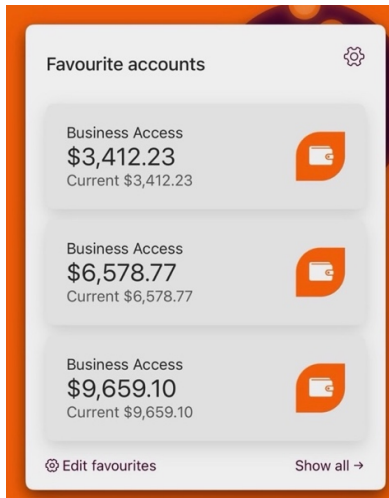 Favourite accounts
Business Access
$3,412.23
Current $3,412.23
Business Access
$6,578.77
Current $6,578.77
Business Access
$9,659.10
Current $9,659.10
Edit favourites
Show all →